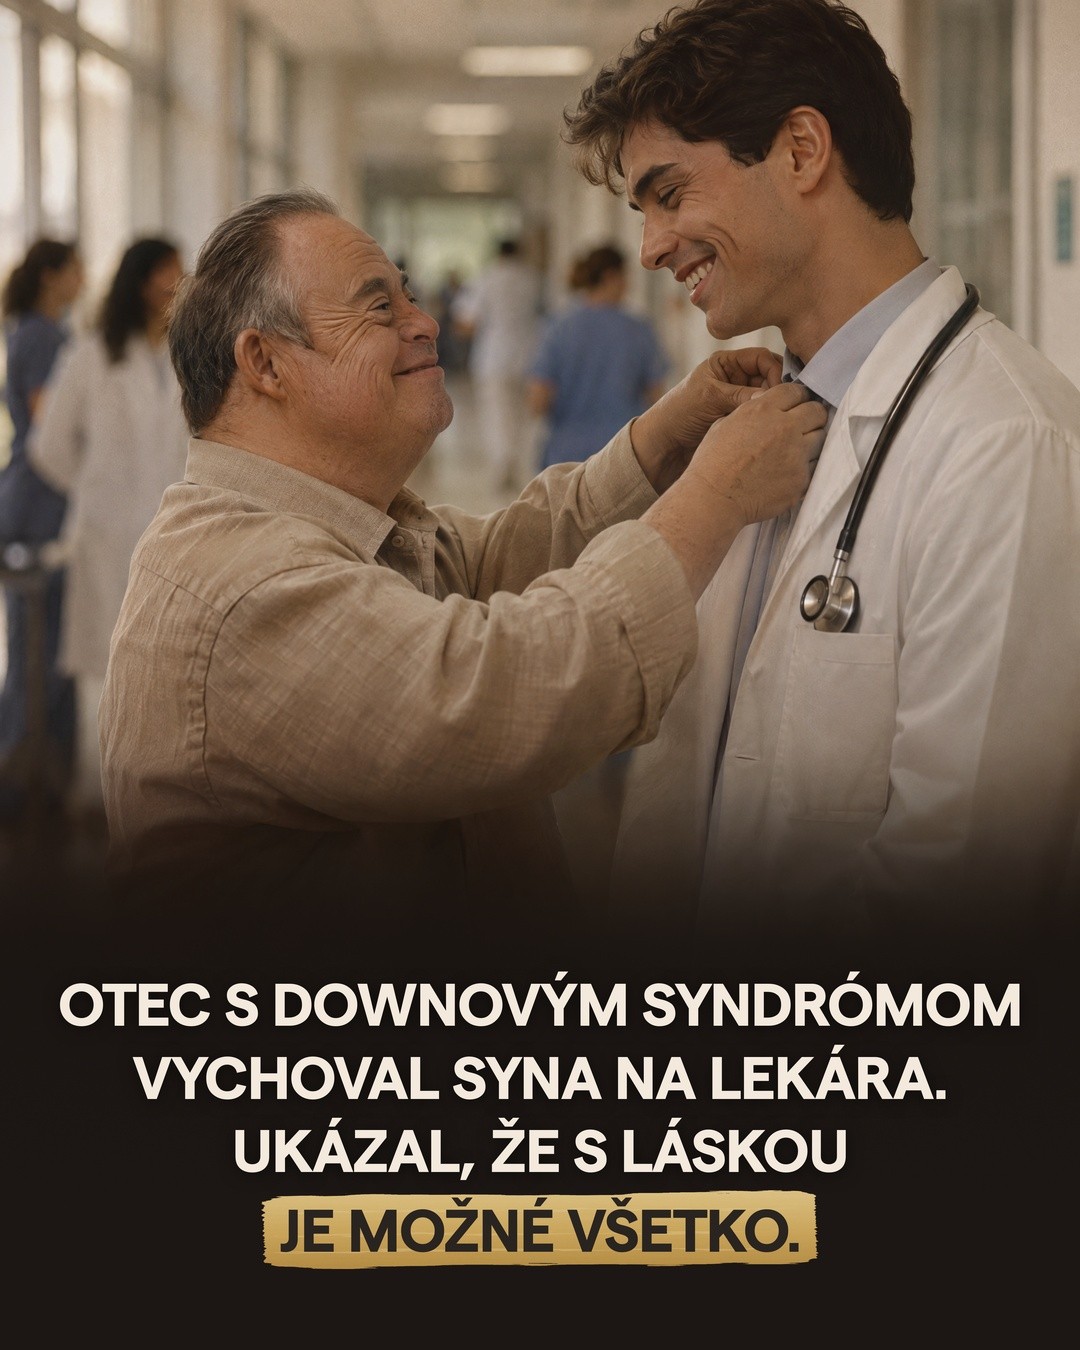 OTEC S DOWNOVÝM SYNDRÓMOM
VYCHOVAL SYNA NA LEKÁRA.
UKÁZAL, ŽE S LÁSKOU
JE MOŽNÉ VŠETKO.